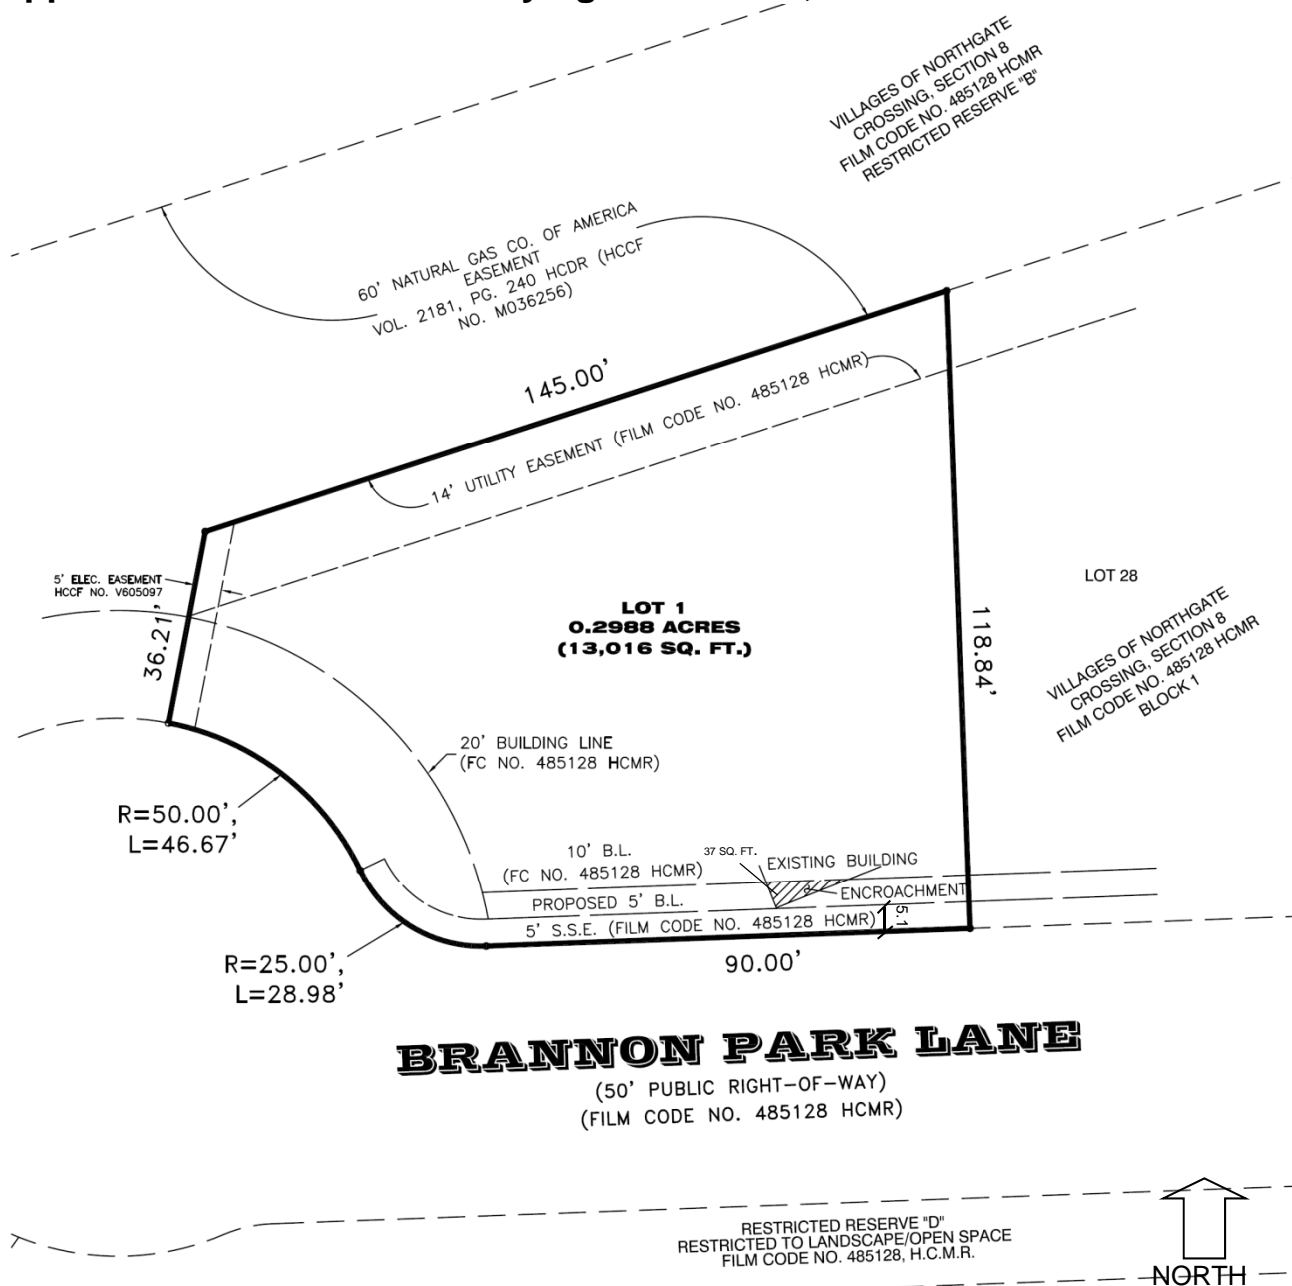 VILLAGES OF NORTHGATE
CROSSING, SECTION 8
FILM CODE NO. 485128 HCMR
RESTRICTED RESERVE "B"
60' NATURAL GAS CO. OF AMERICA
EASEMENT
VOL. 2181, PG. 240 HCDR (HCCF
NO. M036256)
145.00'
14' UTILITY EASEMENT (FILM CODE NO. 485128 HCMR)
5' ELEC. EASEMENT
HCCF NO. V605097
36.21'
LOT 1
0.2988 ACRES
(13,016 SQ. FT.)
118.84'
LOT 28
VILLAGES OF NORTHGATE
CROSSING, SECTION 8
FILM CODE NO. 485128 HCMR
BLOCK 1
20' BUILDING LINE
(FC NO. 485128 HCMR)
R=50.00',
L=46.67'
10' B.L.
(FC NO. 485128 HCMR)
37 SQ. FT.
EXISTING BUILDING
ENCROACHMENT
PROPOSED 5' B.L.
5' S.S.E. (FILM CODE NO. 485128 HCMR)
5.1
R=25.00',
L=28.98'
90.00'
BRANNON PARK LANE
(50' PUBLIC RIGHT-OF-WAY)
(FILM CODE NO. 485128 HCMR)
RESTRICTED RESERVE "D"
RESTRICTED TO LANDSCAPE/OPEN SPACE
FILM CODE NO. 485128, H.C.M.R.
NORTH